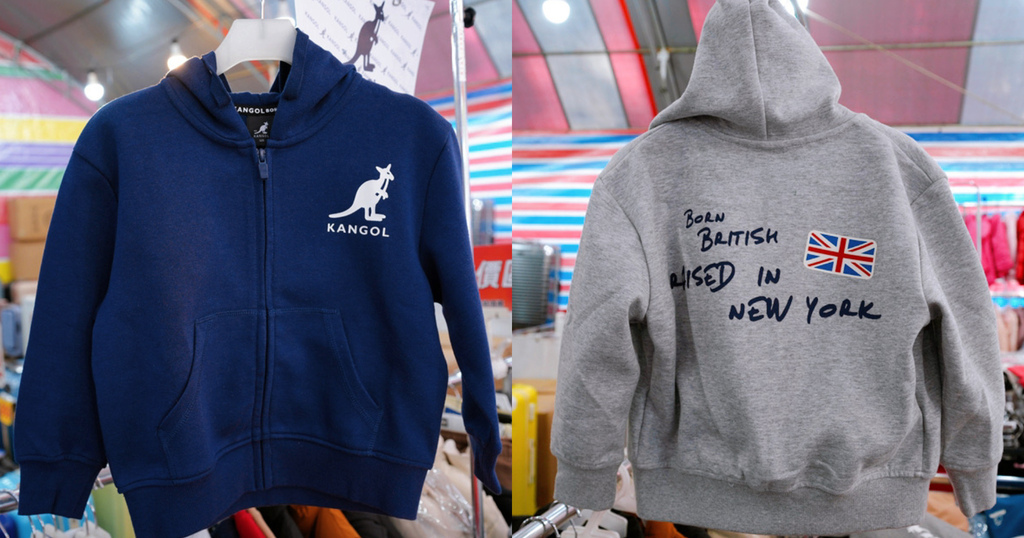 KANGOL
KANGOL
BORN
BRITISH
RAISED IN
NEW YORK